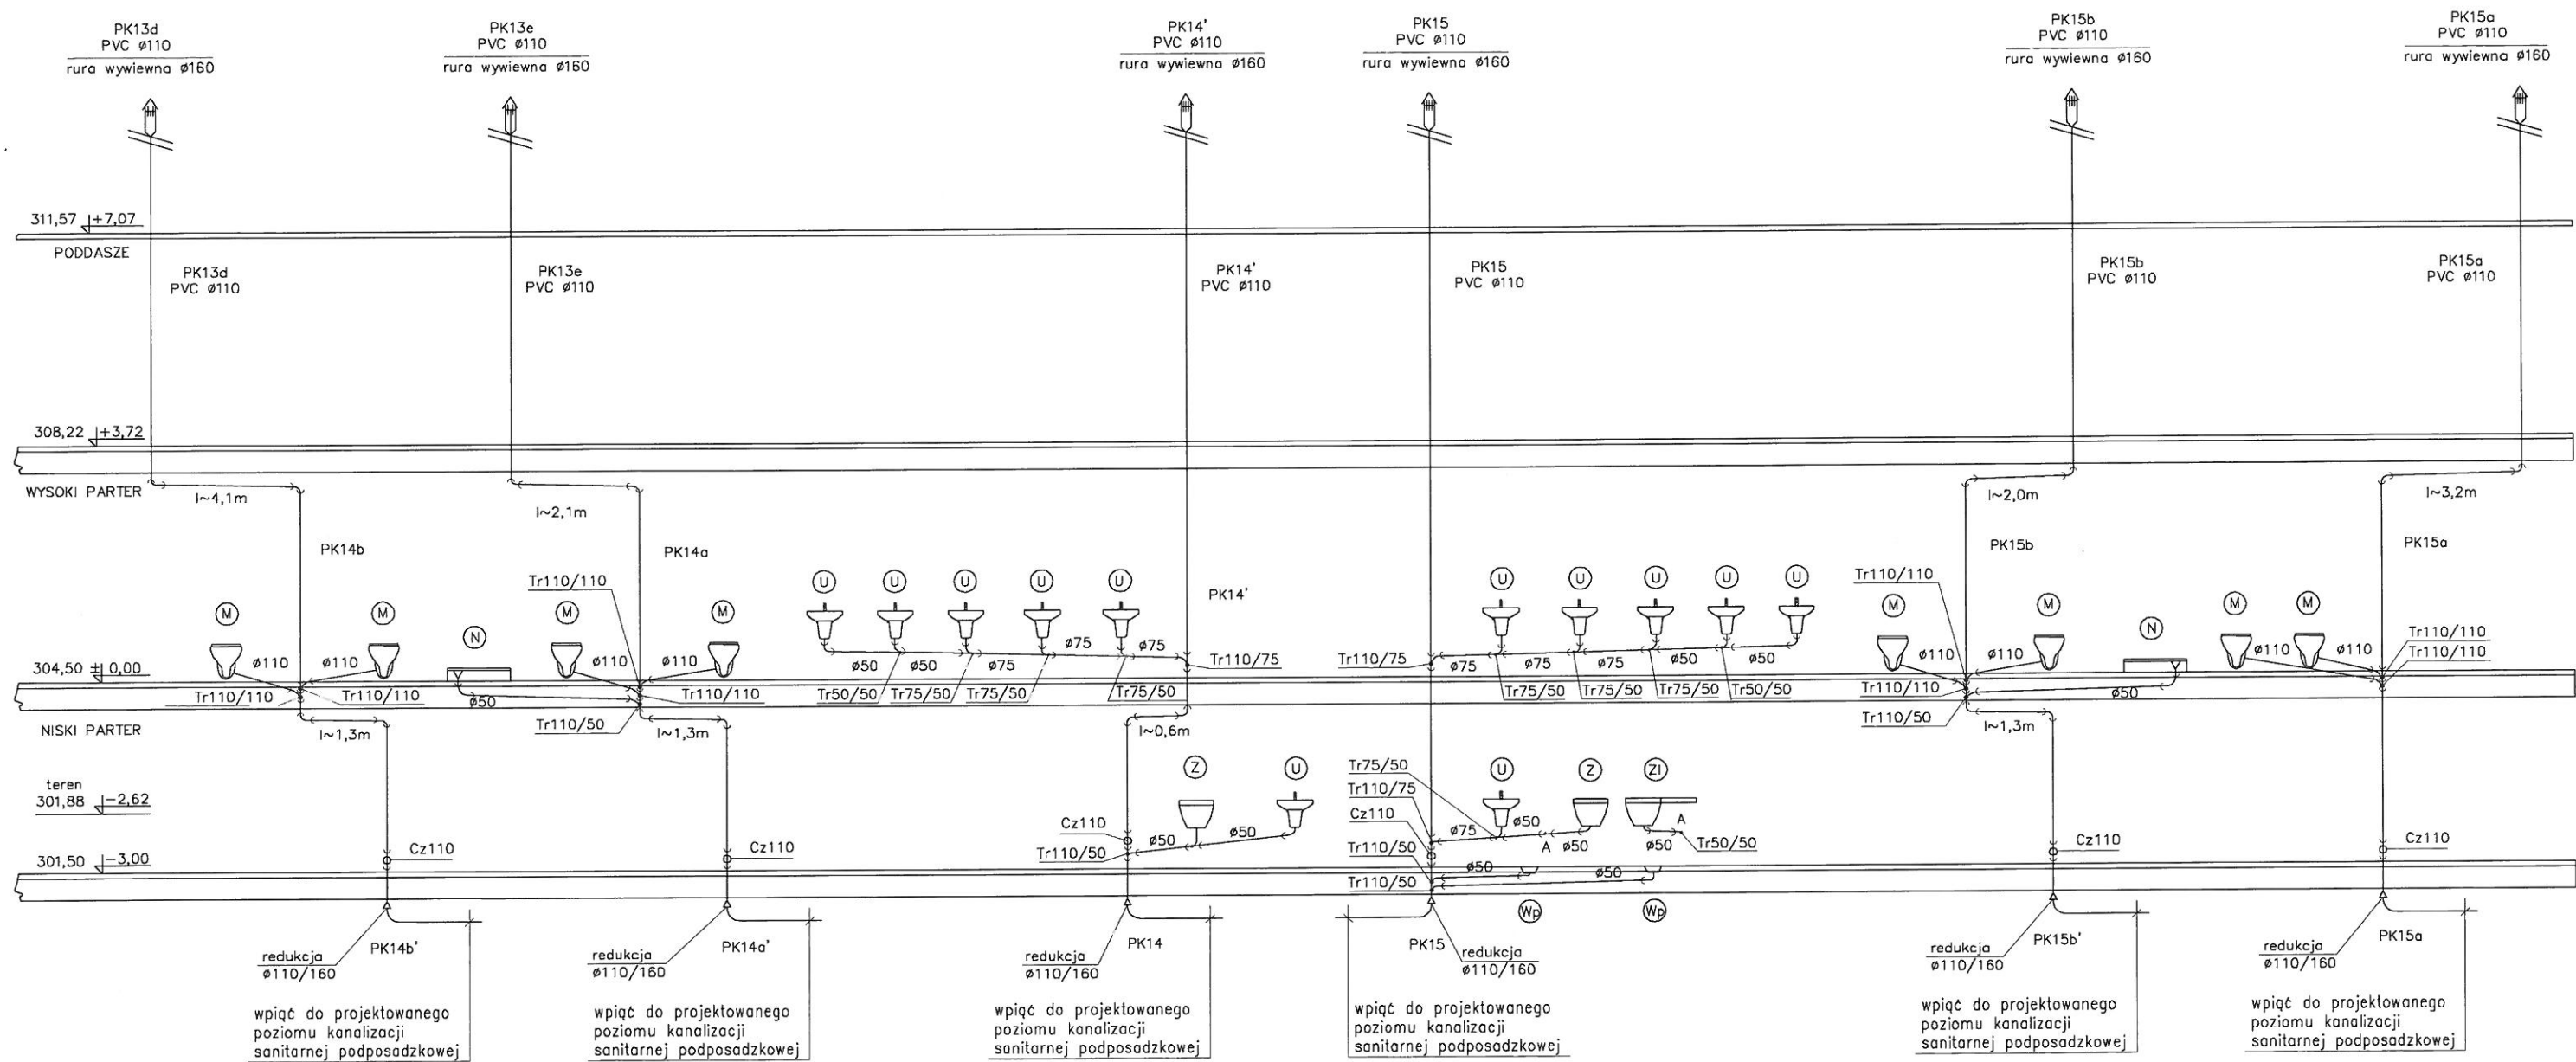 PK13d
PVC ø110
rura wywiewna ø160
PK13e
PVC ø110
rura wywiewna ø160
PK14'
PVC ø110
rura wywiewna ø160
PK15
PVC ø110
rura wywiewna ø160
PK15b
PVC ø110
rura wywiewna ø160
PK15a
PVC ø110
rura wywiewna ø160
311,57 +7,07
PODDASZE
PK13d
PVC ø110
PK13e
PVC ø110
PK14'
PVC ø110
PK15
PVC ø110
PK15b
PVC ø110
PK15a
PVC ø110
308,22 +3,72
WYSOKI PARTER
l~4,1m
l~2,1m
l~2,0m
l~3,2m
PK14b
PK14a
PK14'
PK15b
PK15a
Tr110/110
Tr110/110
U U U U U
U U U U U
M M N M M
M M N M M
ø110 ø110 ø110 ø110
ø50 ø50 ø75 ø75 ø75
Tr110/75
Tr110/75
ø75 ø75 ø75 ø50 ø50
ø110 ø110 ø110 ø110
Tr110/110
Tr110/110
304,50 ± 0,00
Tr110/110 Tr110/110 ø50 Tr110/110
Tr50/50 Tr75/50 Tr75/50 Tr75/50
Tr75/50 Tr75/50 Tr75/50 Tr50/50
Tr110/110 ø50
Tr110/50
Tr110/50
NISKI PARTER
l~1,3m
l~1,3m
l~0,6m
l~1,3m
teren
301,88 -2,62
Z U
Tr75/50
Tr110/75
Cz110
U Z Zl
Cz110
ø50 ø50
Tr110/50
ø75 ø50 A ø50
A
ø50 Tr50/50
Tr110/50
ø50 ø50
Tr110/50
301,50 -3,00
Cz110
Cz110
Cz110
Cz110
Wp Wp
redukcja
ø110/160
PK14b'
redukcja
ø110/160
PK14a'
redukcja
ø110/160
PK14
PK15
redukcja
ø110/160
redukcja
ø110/160
PK15b'
redukcja
ø110/160
PK15a
wpiąć do projektowanego
poziomu kanalizacji
sanitarnej podposadzkowej
wpiąć do projektowanego
poziomu kanalizacji
sanitarnej podposadzkowej
wpiąć do projektowanego
poziomu kanalizacji
sanitarnej podposadzkowej
wpiąć do projektowanego
poziomu kanalizacji
sanitarnej podposadzkowej
wpiąć do projektowanego
poziomu kanalizacji
sanitarnej podposadzkowej
wpiąć do projektowanego
poziomu kanalizacji
sanitarnej podposadzkowej